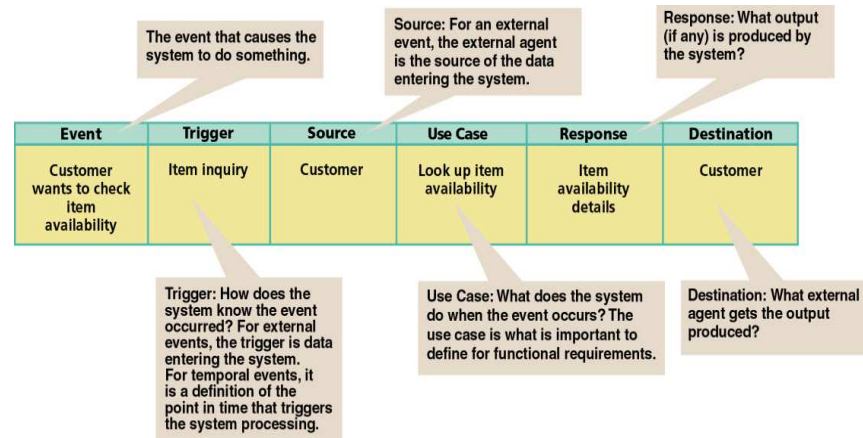 The event that causes the
system to do something.
Source: For an external
event, the external agent
is the source of the data
entering the system.
Response: What output
(if any) is produced by
the system?
Event Trigger Source Use Case Response Destination
Customer
wants to check
item
availability
Item inquiry
Customer
Look up item
availability
Item
availability
details
Customer
Trigger: How does the
system know the event
occurred? For external
events, the trigger is data
entering the system.
For temporal events, it
is a definition of the
point in time that triggers
the system processing.
Use Case: What does the system
do when the event occurs? The
use case is what is important to
define for functional requirements.
Destination: What external
agent gets the output
produced?